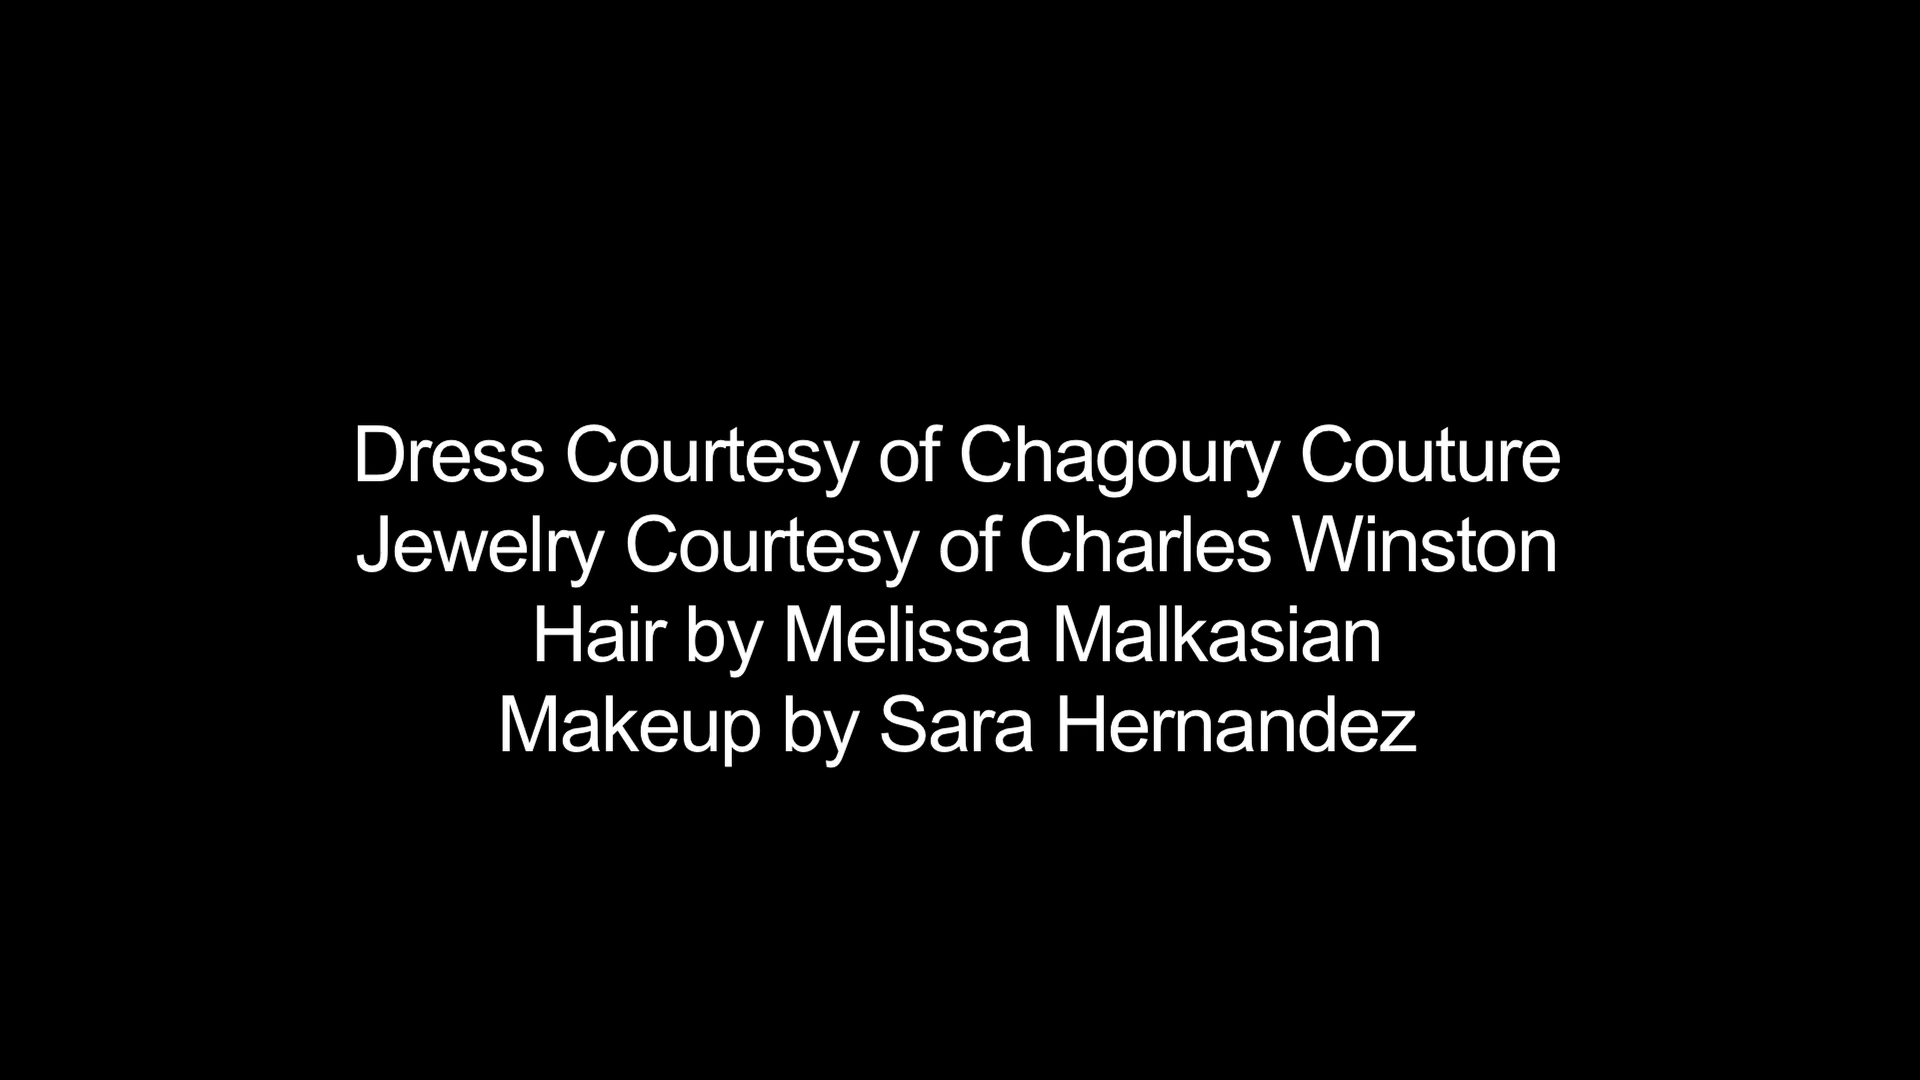 Dress Courtesy of Chagoury Couture
Jewelry Courtesy of Charles Winston
Hair by Melissa Malkasian
Makeup by Sara Hernandez